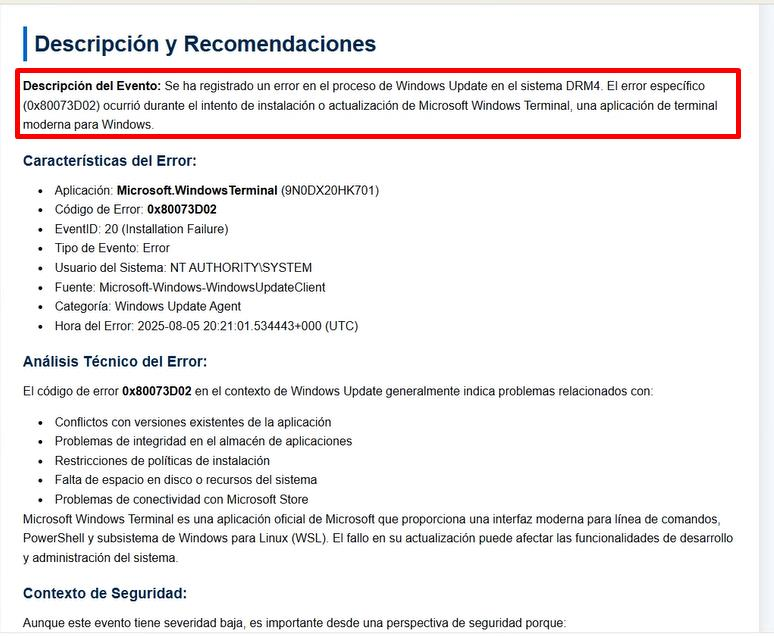 Descripción y Recomendaciones
Descripción del Evento: Se ha registrado un error en el proceso de Windows Update en el sistema DRM4. El error específico
(0x80073D02) ocurrió durante el intento de instalación o actualización de Microsoft Windows Terminal, una aplicación de terminal
moderna para Windows.
Características del Error:
• Aplicación: Microsoft.WindowsTerminal (9N0DX20HK701)
• Código de Error: 0x80073D02
• EventID: 20 (Installation Failure)
• Tipo de Evento: Error
• Usuario del Sistema: NT AUTHORITY\SYSTEM
• Fuente: Microsoft-Windows-WindowsUpdateClient
• Categoría: Windows Update Agent
• Hora del Error: 2025-08-05 20:21:01.534443+000 (UTC)
Análisis Técnico del Error:
El código de error 0x80073D02 en el contexto de Windows Update generalmente indica problemas relacionados con:
• Conflictos con versiones existentes de la aplicación
• Problemas de integridad en el almacén de aplicaciones
• Restricciones de políticas de instalación
• Falta de espacio en disco o recursos del sistema
• Problemas de conectividad con Microsoft Store
Microsoft Windows Terminal es una aplicación oficial de Microsoft que proporciona una interfaz moderna para línea de comandos,
PowerShell y subsistema de Windows para Linux (WSL). El fallo en su actualización puede afectar las funcionalidades de desarrollo
y administración del sistema.
Contexto de Seguridad:
Aunque este evento tiene severidad baja, es importante desde una perspectiva de seguridad porque: